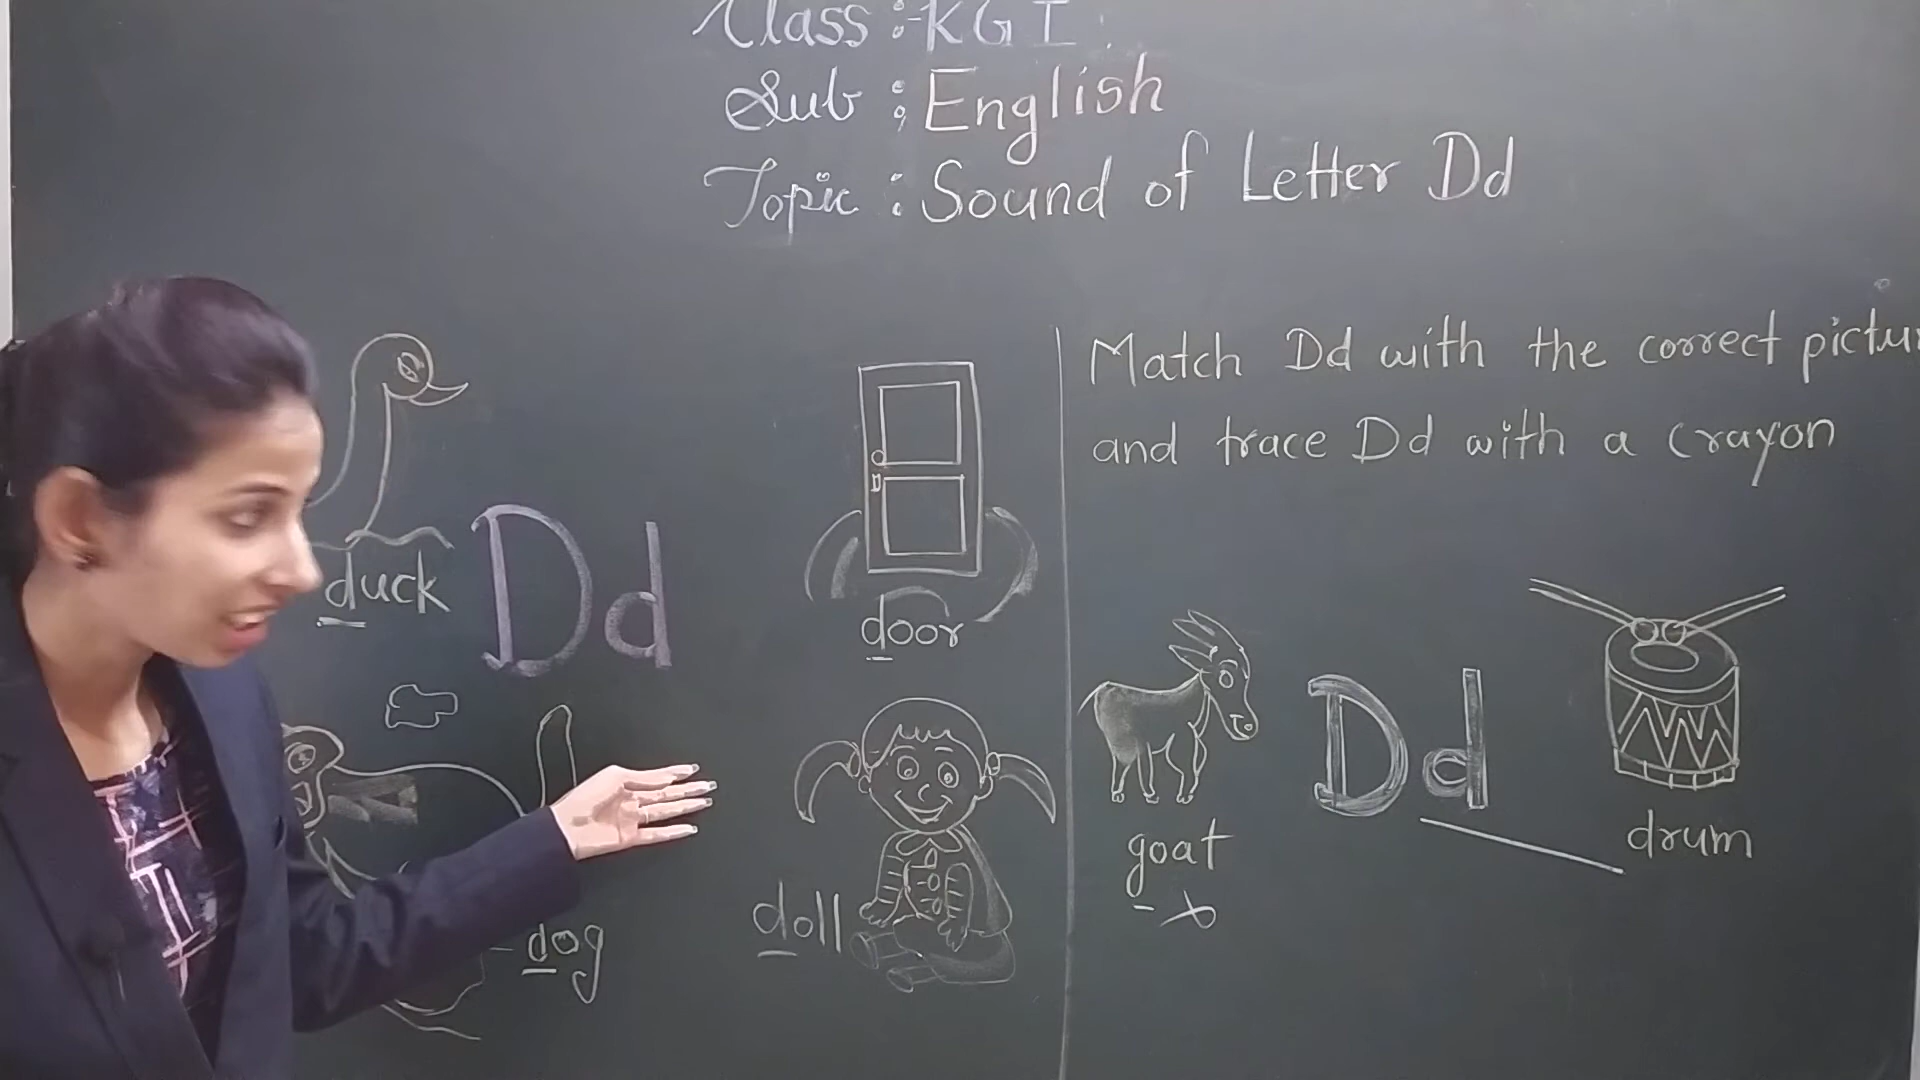 Class :- KG I
Sub : English
Topic : Sound of Letter Dd
duck
Dd
door
dog
doll
Match Dd with the correct pictur
and trace Dd with a crayon
goat
Dd
drum